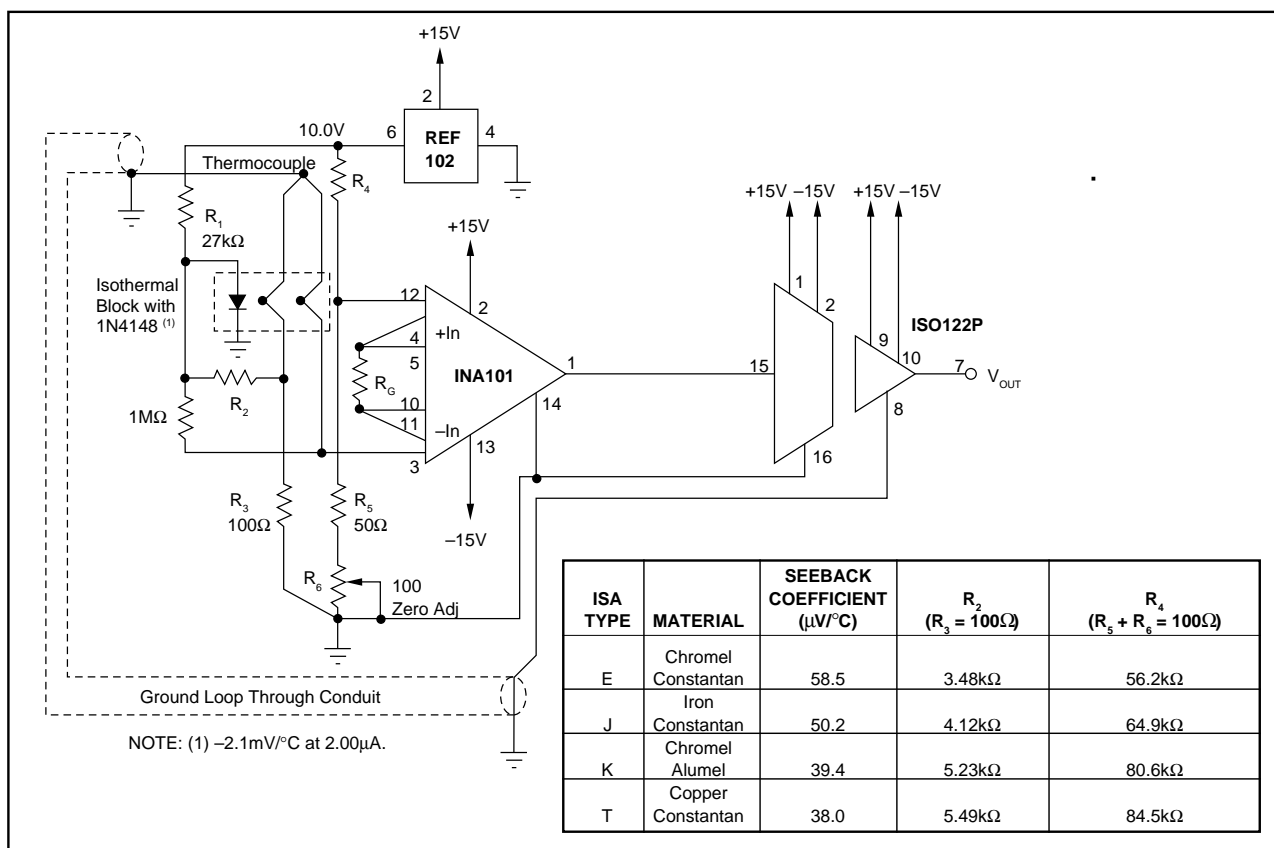 +15V
2
10.0V
6
REF
102
4
Thermocouple
R4
R1
27kΩ
+15V
+15V –15V
+15V –15V
Isothermal
Block with
1N4148 (1)
12
2
1
2
ISO122P
+In
4
5
9
10
1
15
7
VOUT
RG
INA101
R2
10
14
8
1MΩ
11
–In
13
3
16
R3
100Ω
R5
50Ω
–15V
R6
100
Zero Adj
Ground Loop Through Conduit
NOTE: (1) –2.1mV/°C at 2.00µA.
ISA TYPE | MATERIAL | SEEBACK COEFFICIENT (µV/°C) | R2 (R3 = 100Ω) | R4 (R5 + R6 = 100Ω)
E | Chromel Constantan | 58.5 | 3.48kΩ | 56.2kΩ
J | Iron Constantan | 50.2 | 4.12kΩ | 64.9kΩ
K | Chromel Alumel | 39.4 | 5.23kΩ | 80.6kΩ
T | Copper Constantan | 38.0 | 5.49kΩ | 84.5kΩ